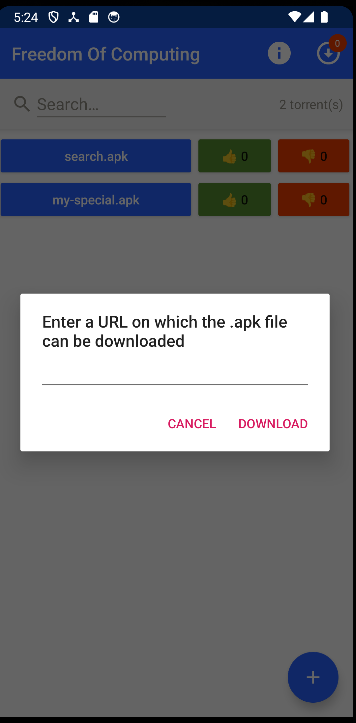 5:24
Freedom Of Computing
0
Search...
2 torrent(s)
search.apk
👍 0
👎 0
my-special.apk
👍 0
👎 0
Enter a URL on which the .apk file
can be downloaded
CANCEL
DOWNLOAD
+